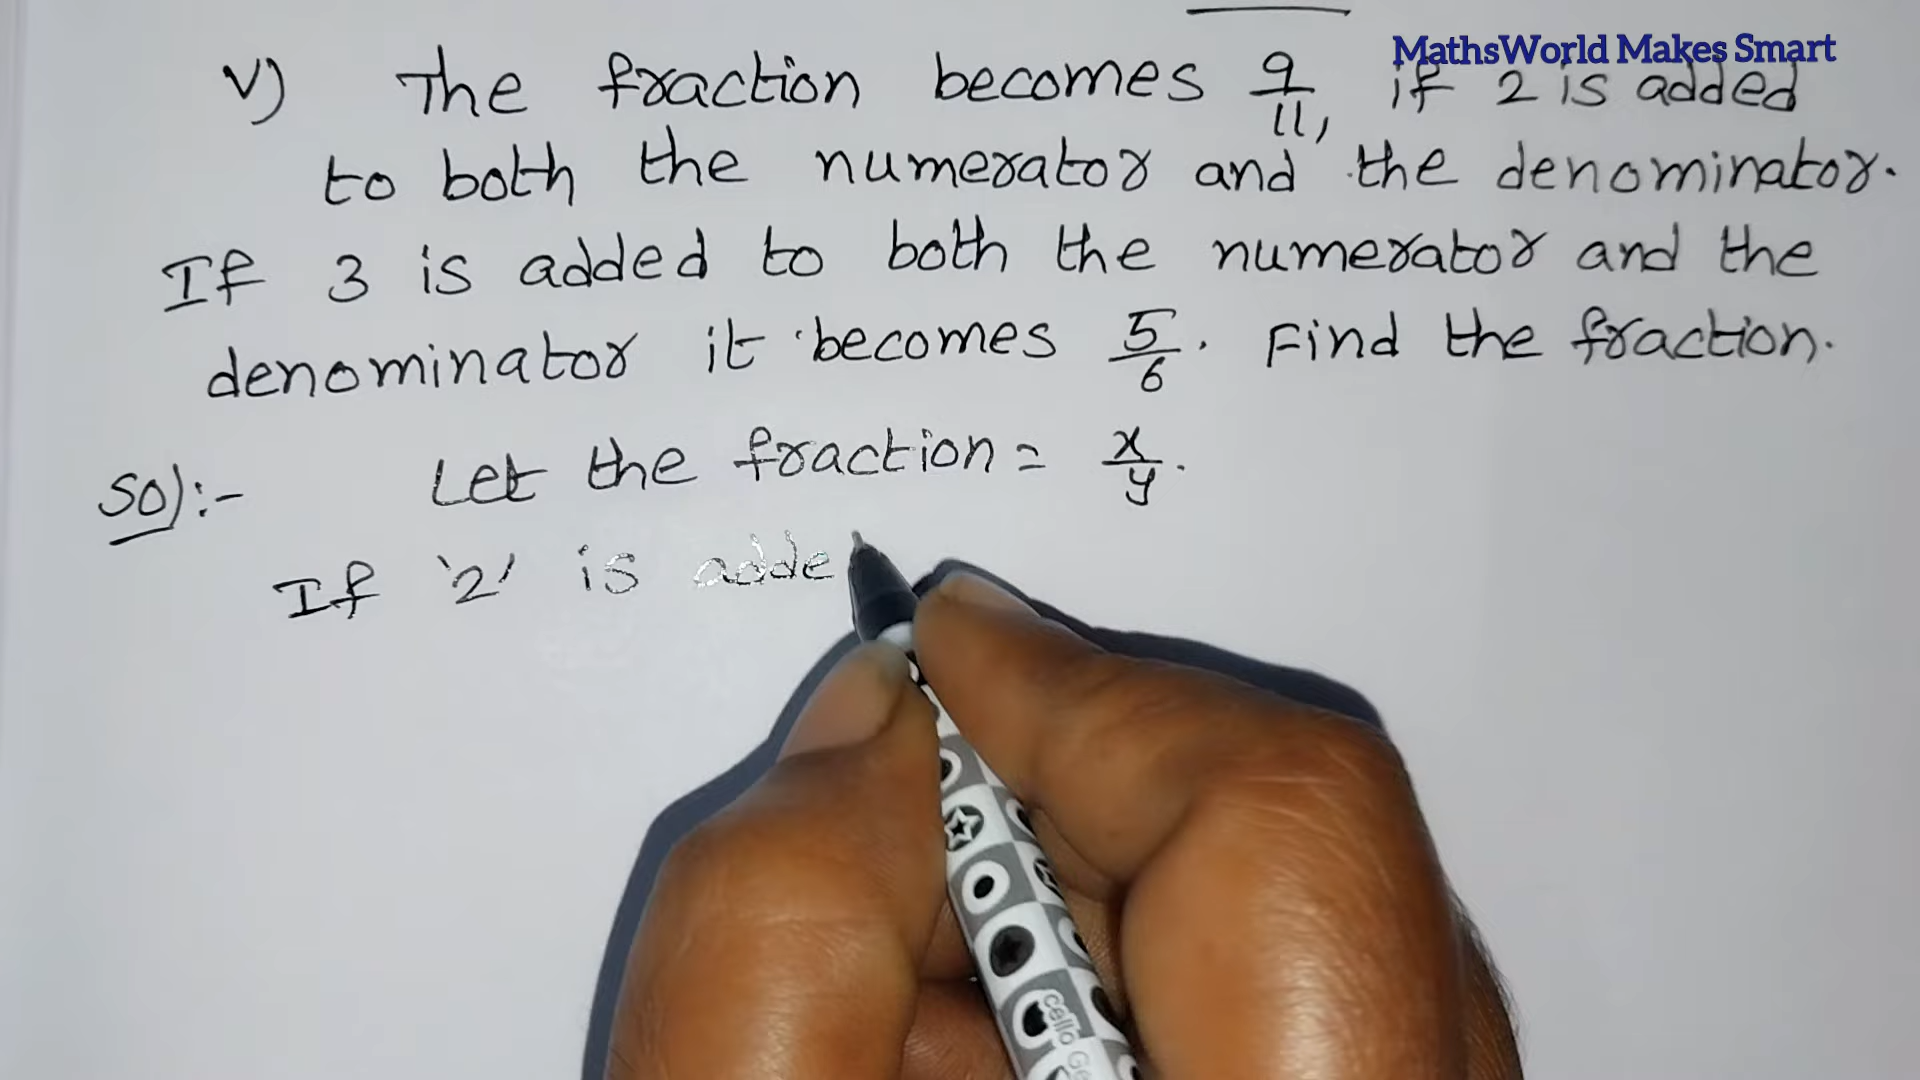 MathsWorld Makes Smart
v) The fraction becomes 9/11, if 2 is added
to both the numerator and the denominator.
If 3 is added to both the numerator and the
denominator it becomes 5/6. Find the fraction.
Sol:- Let the fraction = x/y.
If '2' is adde
cello Ge